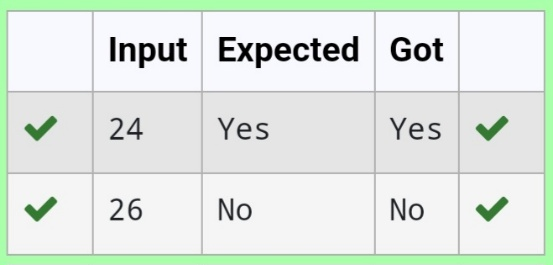 Input Expected Got
24 Yes Yes
26 No No